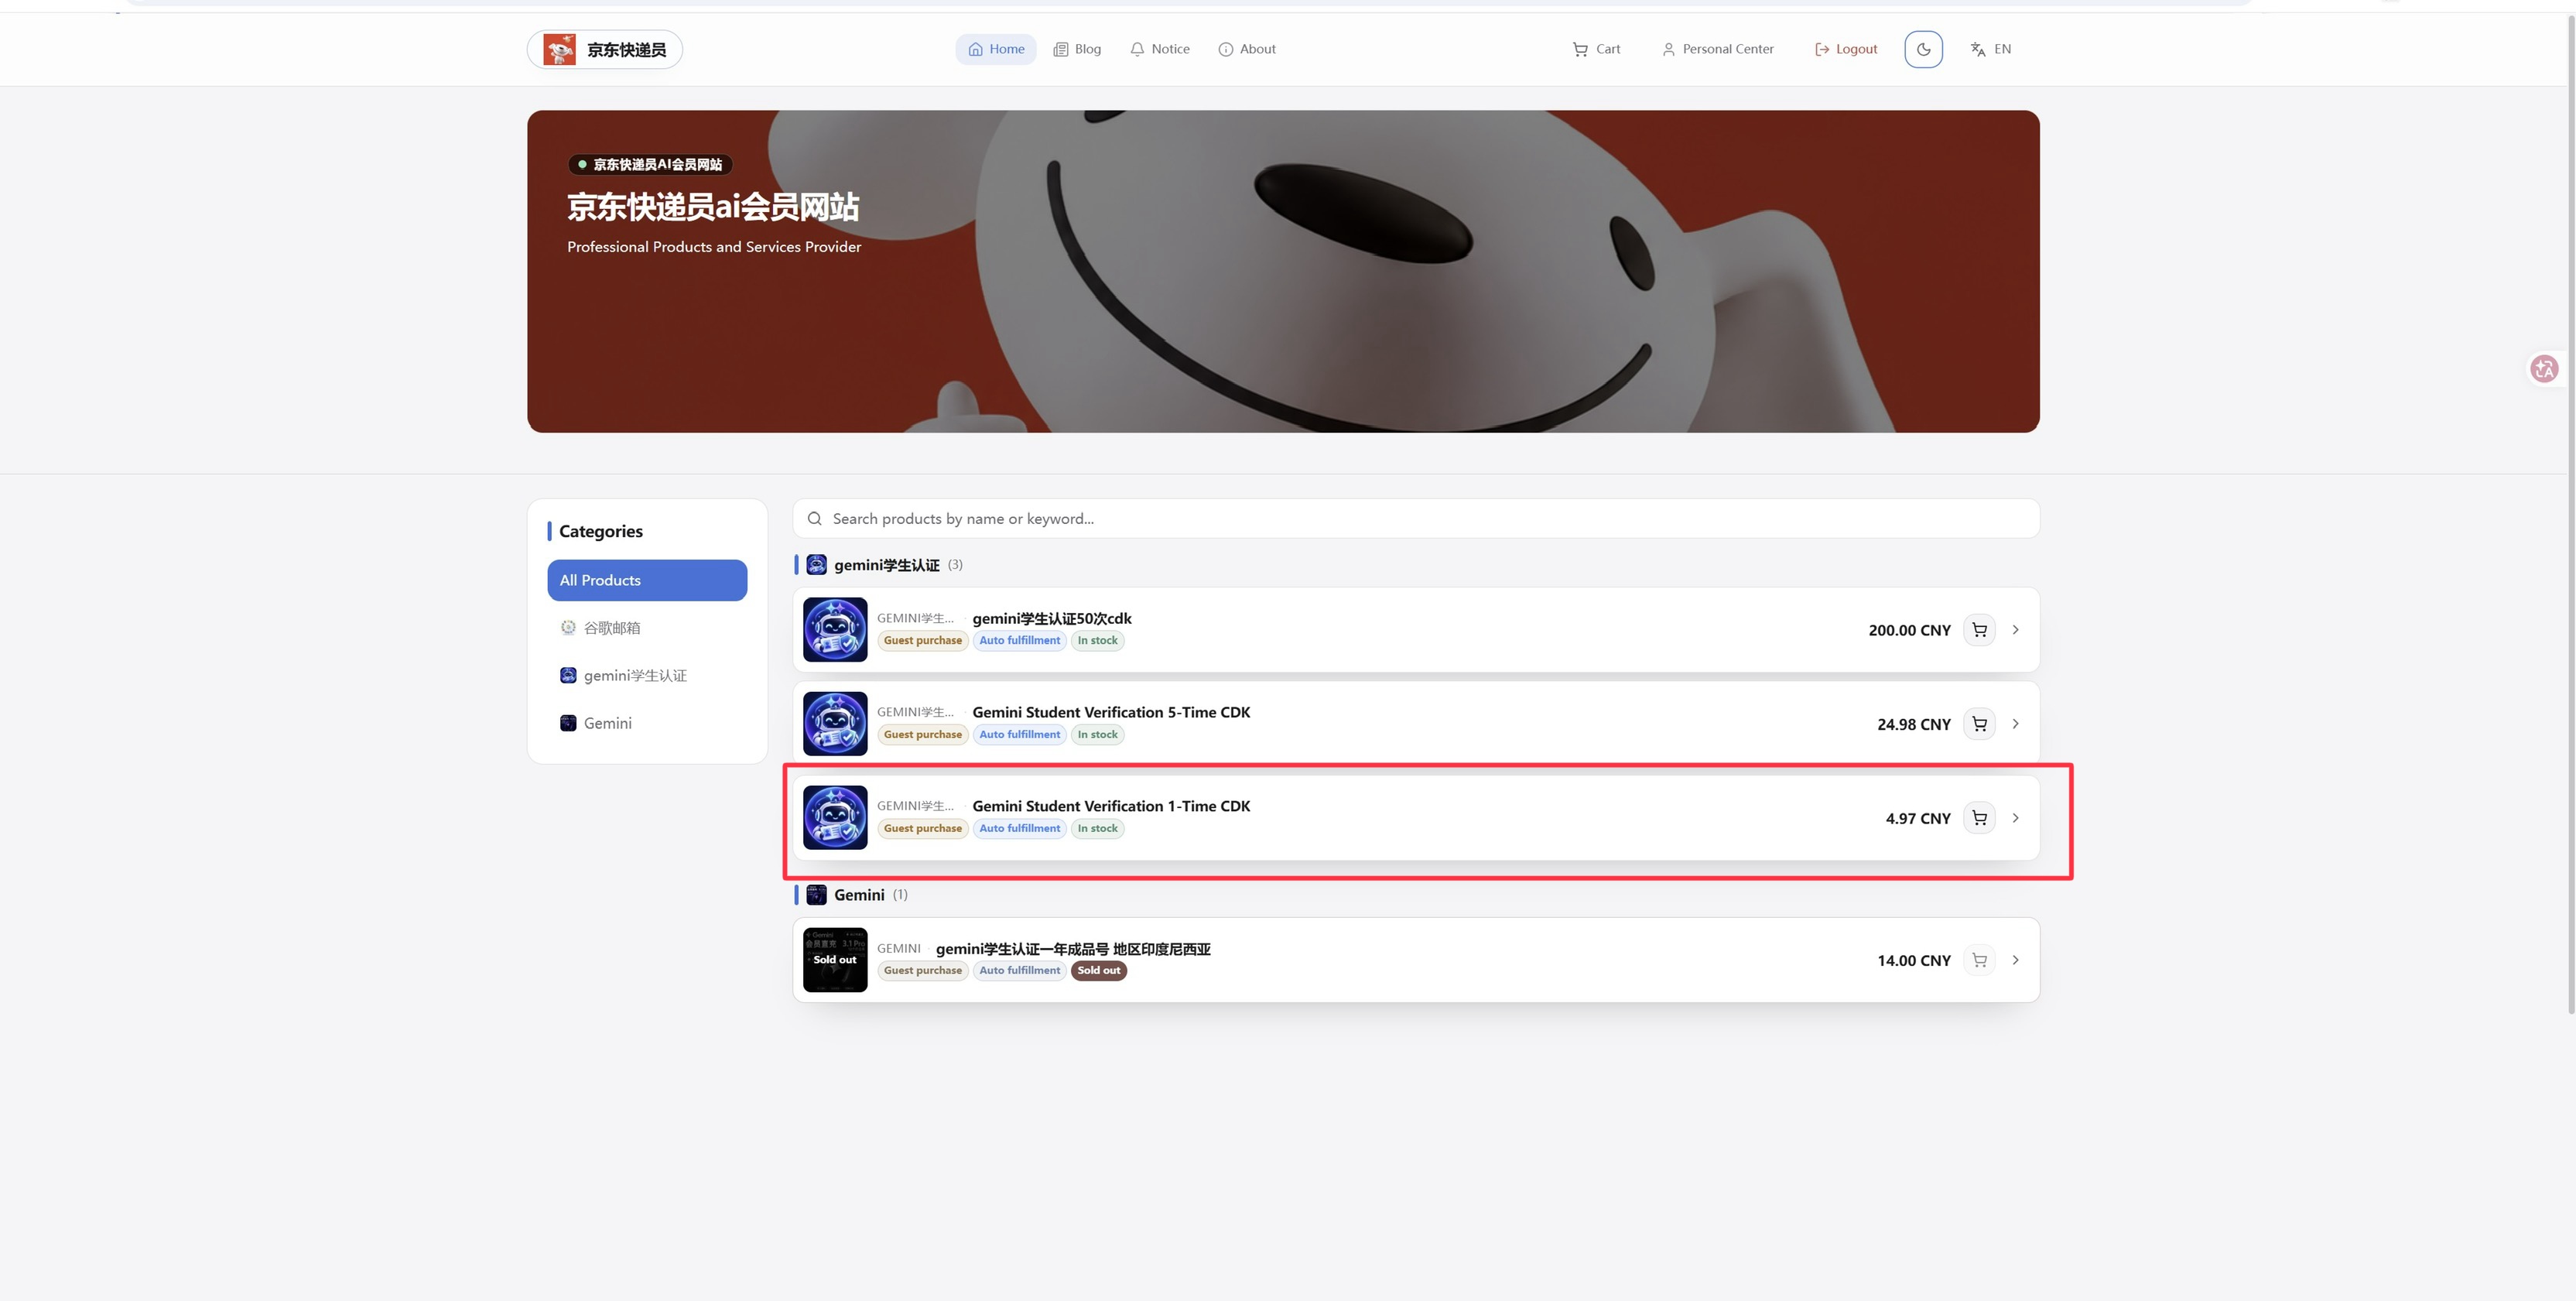 京东快递员
Home
Blog
Notice
About
Cart
Personal Center
Logout
EN
京东快递员AI会员网站
京东快递员ai会员网站
Professional Products and Services Provider
Categories
All Products
谷歌邮箱
gemini学生认证
Gemini
Search products by name or keyword...
gemini学生认证 (3)
GEMINI学生... gemini学生认证50次cdk
Guest purchase Auto fulfillment In stock
200.00 CNY
GEMINI学生... Gemini Student Verification 5-Time CDK
Guest purchase Auto fulfillment In stock
24.98 CNY
GEMINI学生... Gemini Student Verification 1-Time CDK
Guest purchase Auto fulfillment In stock
4.97 CNY
Gemini (1)
Gemini
会员直充 3.1 Pro
Sold out
GEMINI · gemini学生认证一年成品号 地区印度尼西亚
Guest purchase Auto fulfillment Sold out
14.00 CNY